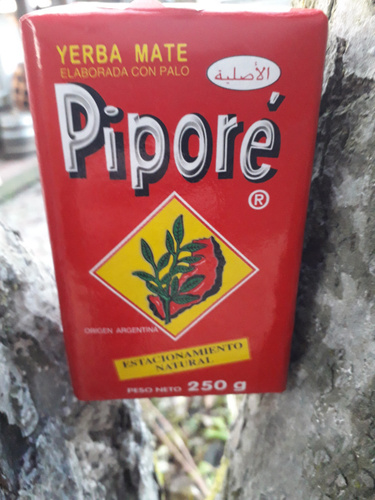 YERBA MATE
ELABORADA CON PALO
الأصلية
Piporé
®
ORIGEN ARGENTINA
ESTACIONAMIENTO
NATURAL
PESO NETO 250 g